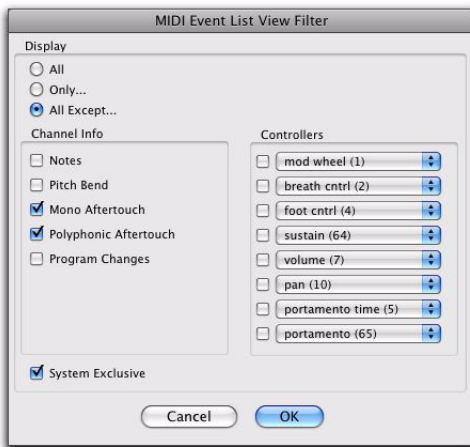 MIDI Event List View Filter
Display
All
Only...
All Except...
Channel Info
Notes
Pitch Bend
Mono Aftertouch
Polyphonic Aftertouch
Program Changes
System Exclusive
Controllers
mod wheel (1)
breath cntrl (2)
foot cntrl (4)
sustain (64)
volume (7)
pan (10)
portamento time (5)
portamento (65)
Cancel
OK